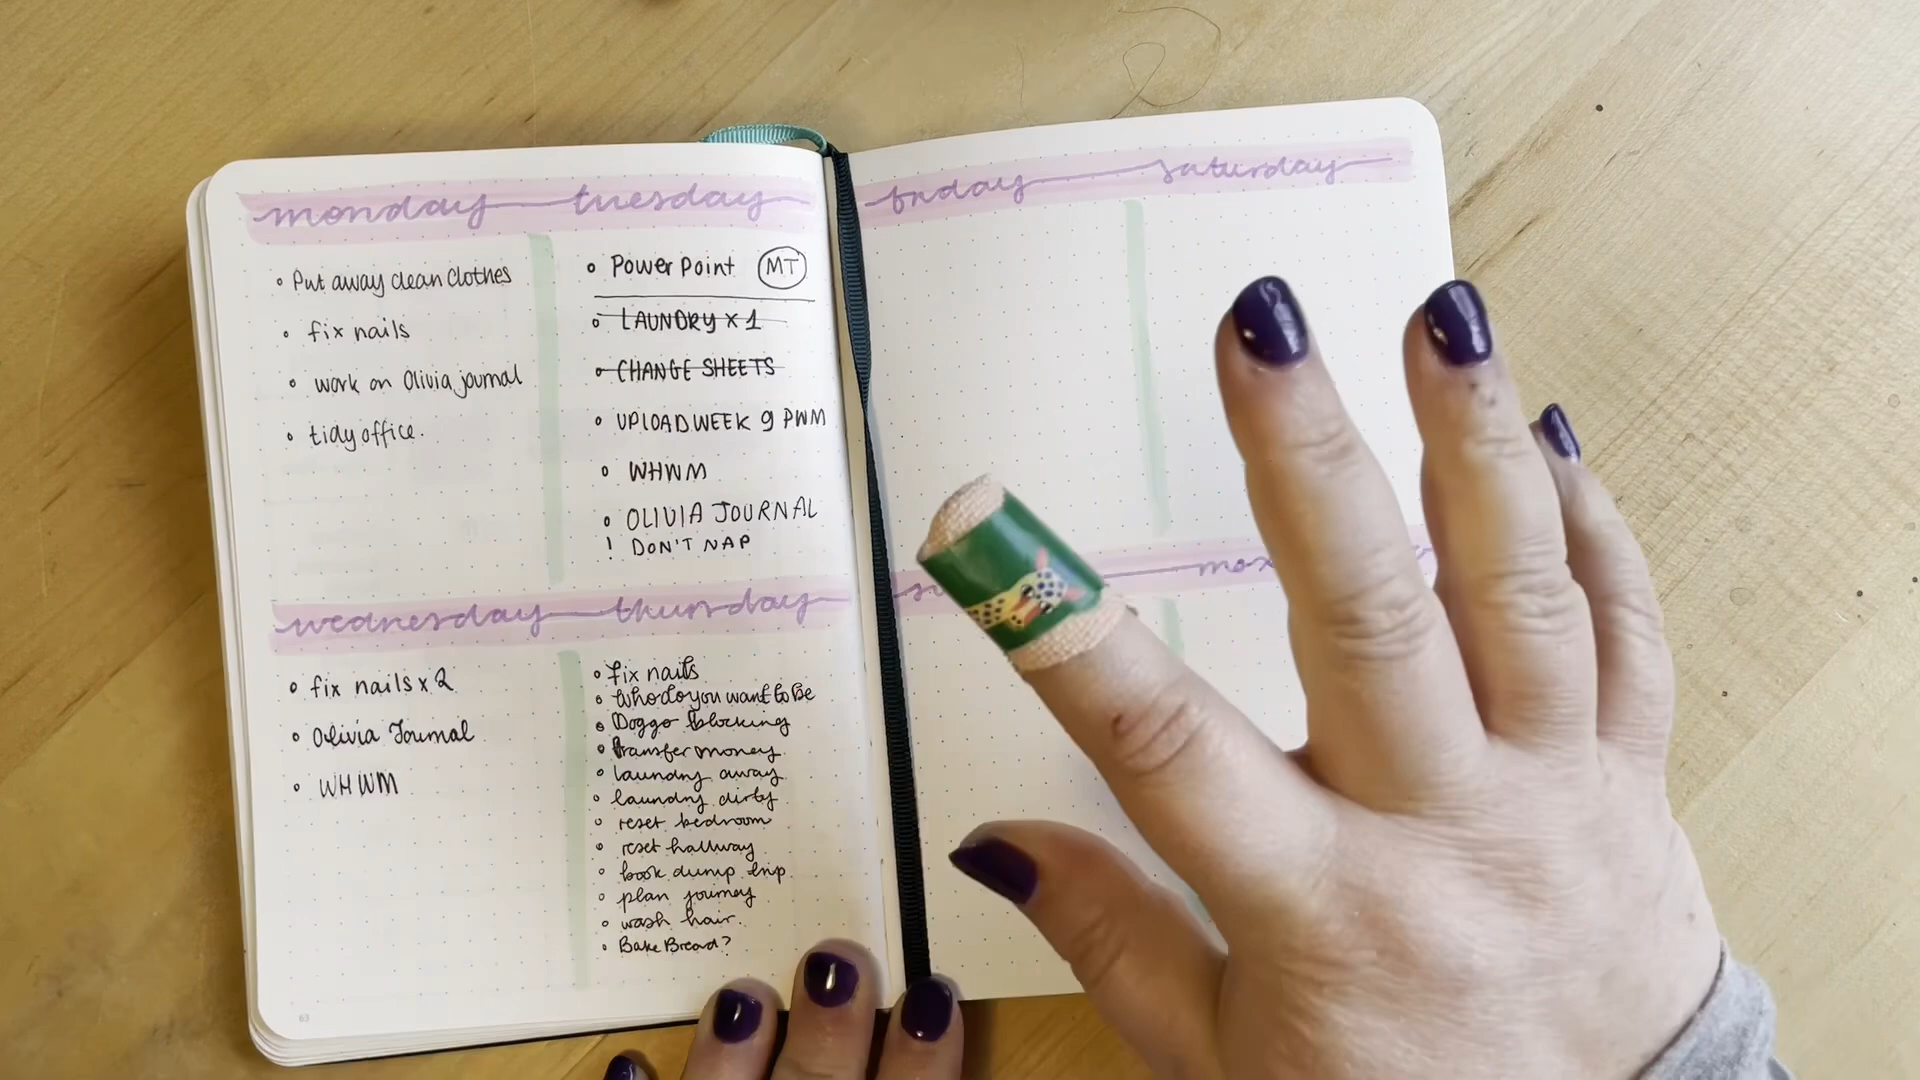 monday tuesday
Put away clean clothes
fix nails
work on Olivia journal
tidy office.
Power Point MT
LAUNDRY x 1
CHANGE SHEETS
UPLOAD WEEK 9 PWM
WHWM
OLIVIA JOURNAL
! DON'T NAP
wednesday thursday
fix nails x 2
Olivia Journal
WHWM
fix nails
Who do you want to be
Doggo blocking
transfer money
laundry away
laundry dirty
reset bedroom
reset hallway
book dump trip
plan journey
wash hair.
Bake Bread?
63
friday saturday